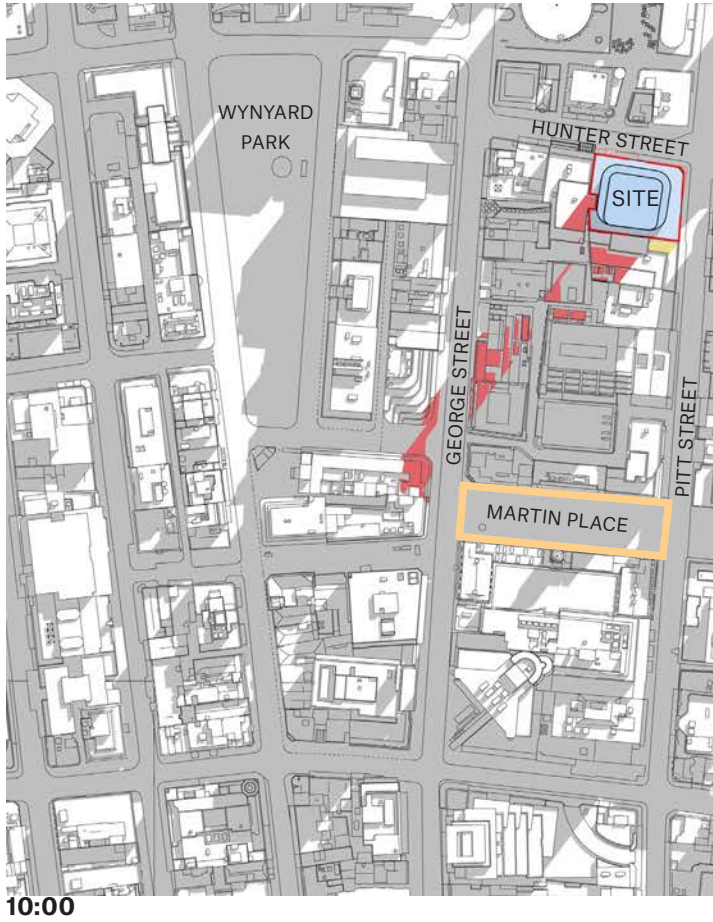 WYNYARD
PARK
HUNTER STREET
SITE
GEORGE STREET
PITT STREET
MARTIN PLACE
10:00